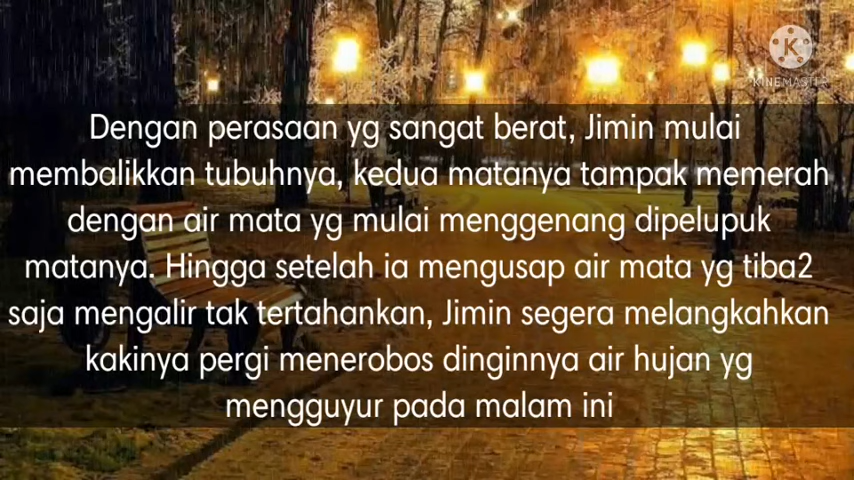 KINEMASTER
Dengan perasaan yg sangat berat, Jimin mulai
membalikkan tubuhnya, kedua matanya tampak memerah
dengan air mata yg mulai menggenang dipelupuk
matanya. Hingga setelah ia mengusap air mata yg tiba2
saja mengalir tak tertahankan, Jimin segera melangkahkan
kakinya pergi menerobos dinginnya air hujan yg
mengguyur pada malam ini